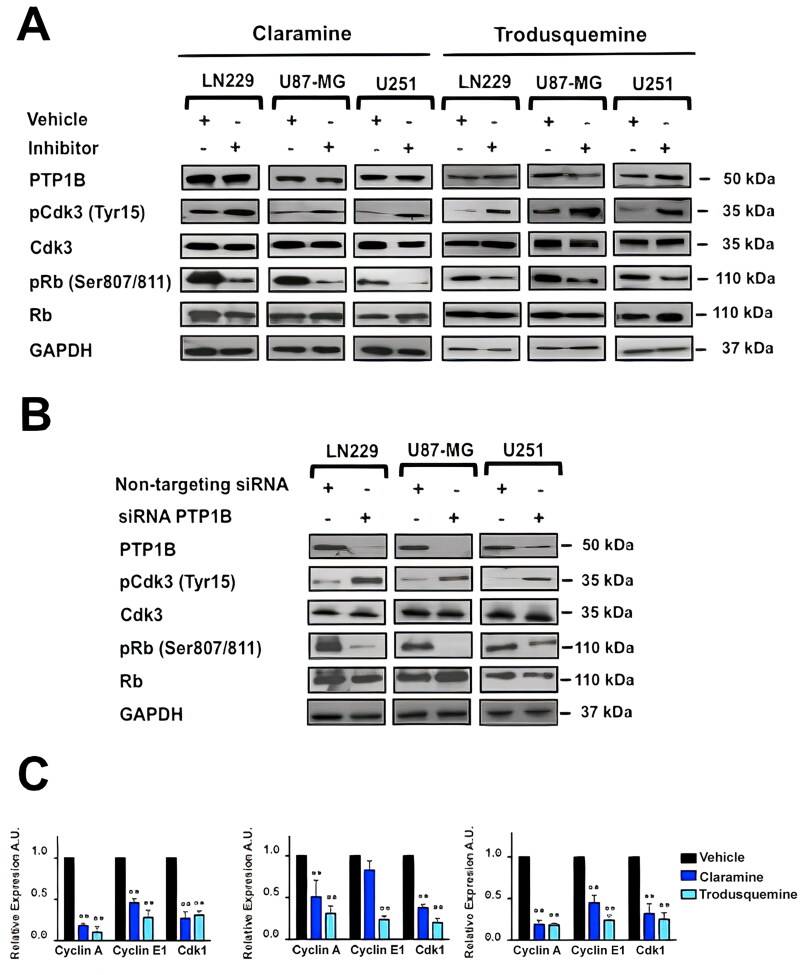 A
Claramine Trodusquemine
LN229 U87-MG U251 LN229 U87-MG U251
Vehicle + - + - + - + - + - + -
Inhibitor - + - + - + - + - + - +
PTP1B 50 kDa
pCdk3 (Tyr15) 35 kDa
Cdk3 35 kDa
pRb (Ser807/811) 110 kDa
Rb 110 kDa
GAPDH 37 kDa
B
LN229 U87-MG U251
Non-targeting siRNA + - + - + -
siRNA PTP1B - + - + - +
PTP1B 50 kDa
pCdk3 (Tyr15) 35 kDa
Cdk3 35 kDa
pRb (Ser807/811) 110 kDa
Rb 110 kDa
GAPDH 37 kDa
C
Relative Expresion A.U.
1.0
0.5
0.0
Cyclin A Cyclin E1 Cdk1
Relative Expresion A.U.
1.0
0.5
0.0
Cyclin A Cyclin E1 Cdk1
Relative Expresion A.U.
1.0
0.5
0.0
Cyclin A Cyclin E1 Cdk1
Vehicle
Claramine
Trodusquemine